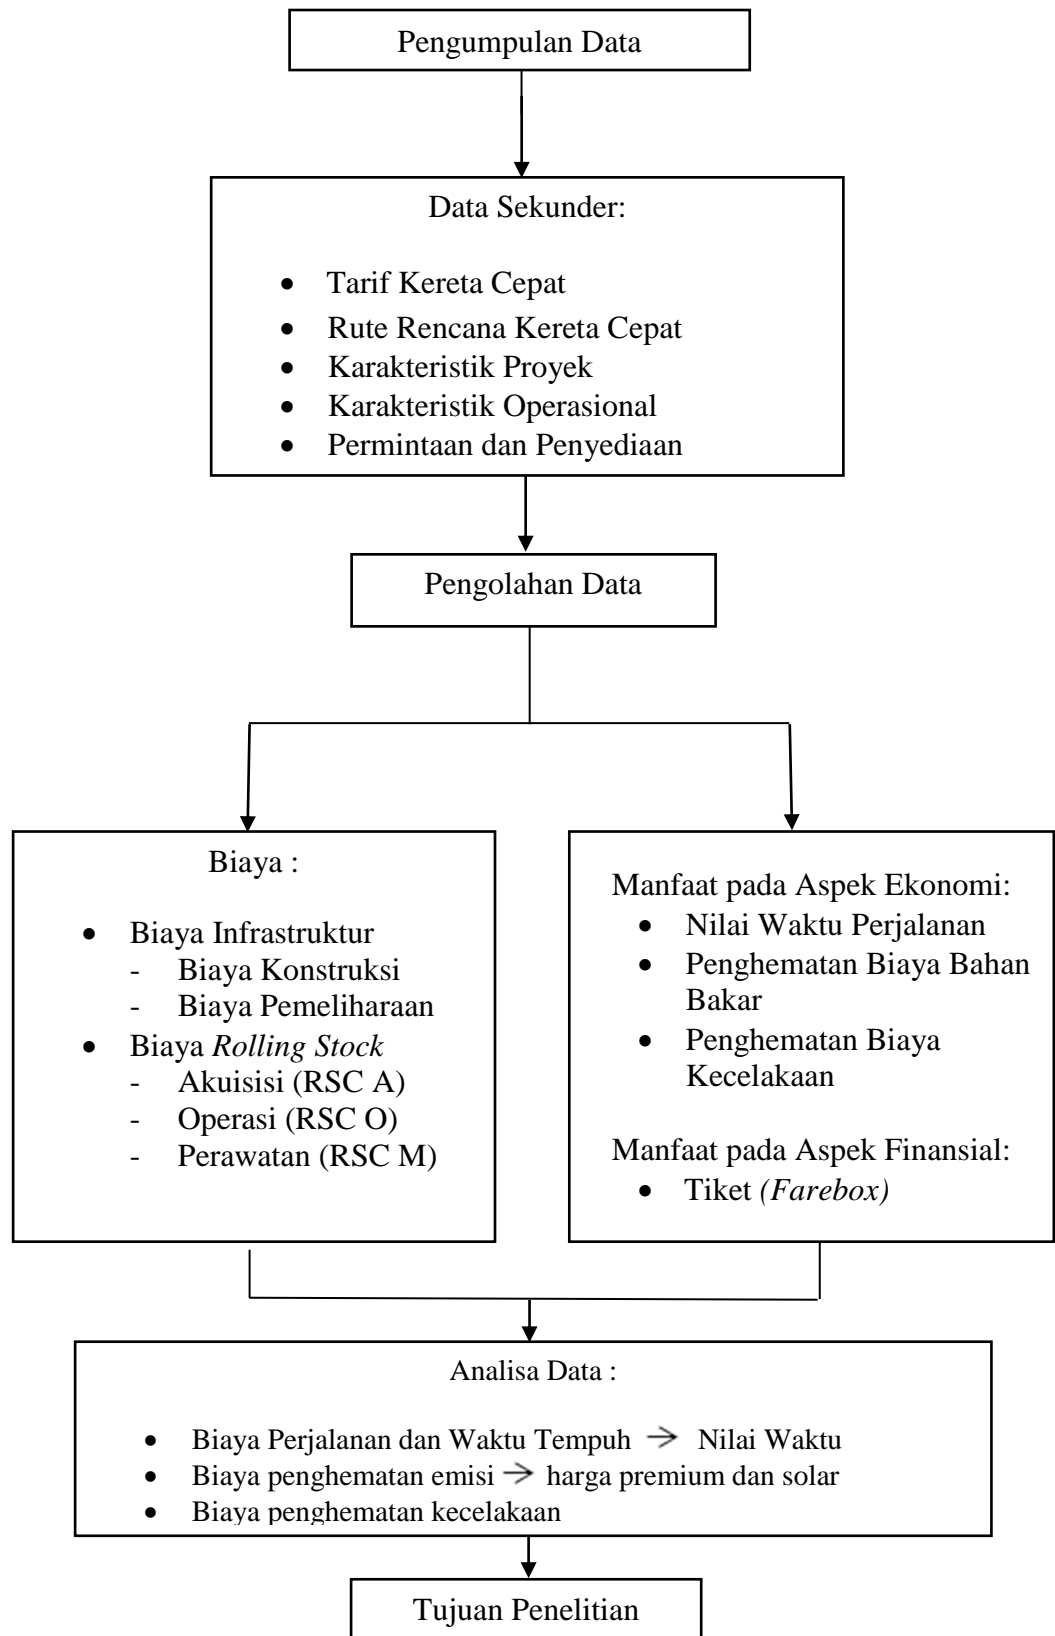 Pengumpulan Data
Data Sekunder:
• Tarif Kereta Cepat
• Rute Rencana Kereta Cepat
• Karakteristik Proyek
• Karakteristik Operasional
• Permintaan dan Penyediaan
Pengolahan Data
Biaya :
• Biaya Infrastruktur
- Biaya Konstruksi
- Biaya Pemeliharaan
• Biaya Rolling Stock
- Akuisisi (RSC A)
- Operasi (RSC O)
- Perawatan (RSC M)
Manfaat pada Aspek Ekonomi:
• Nilai Waktu Perjalanan
• Penghematan Biaya Bahan
Bakar
• Penghematan Biaya
Kecelakaan
Manfaat pada Aspek Finansial:
• Tiket (Farebox)
Analisa Data :
• Biaya Perjalanan dan Waktu Tempuh → Nilai Waktu
• Biaya penghematan emisi → harga premium dan solar
• Biaya penghematan kecelakaan
Tujuan Penelitian